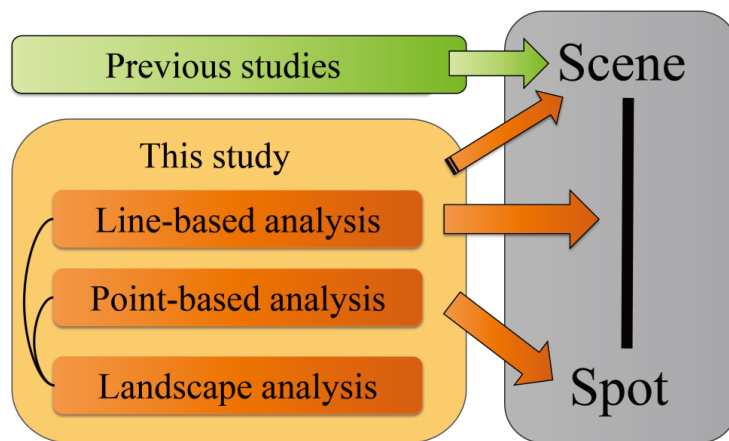 Previous studies
Scene
This study
Line-based analysis
Point-based analysis
Landscape analysis
Spot